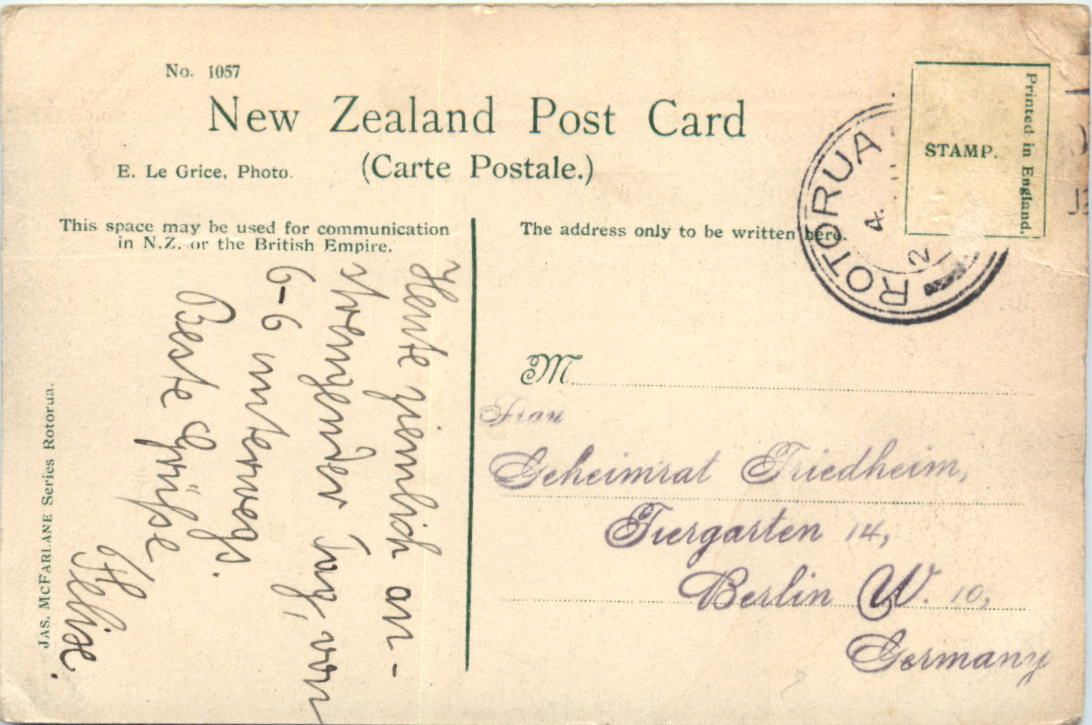 No. 1057
New Zealand Post Card
(Carte Postale.)
E. Le Grice, Photo.
STAMP.
Printed in England.
ROTORUA
This space may be used for communication
in N.Z. or the British Empire.
The address only to be written here.
Heute ziemlich an-
strengender Tag, von
6-6 unterwegs.
Beste Grüße
M
Frau
Geheimrat Friedheim,
Tiergarten 14,
Berlin W. 10,
Germany
JAS. MCFARLANE Series Rotorua.